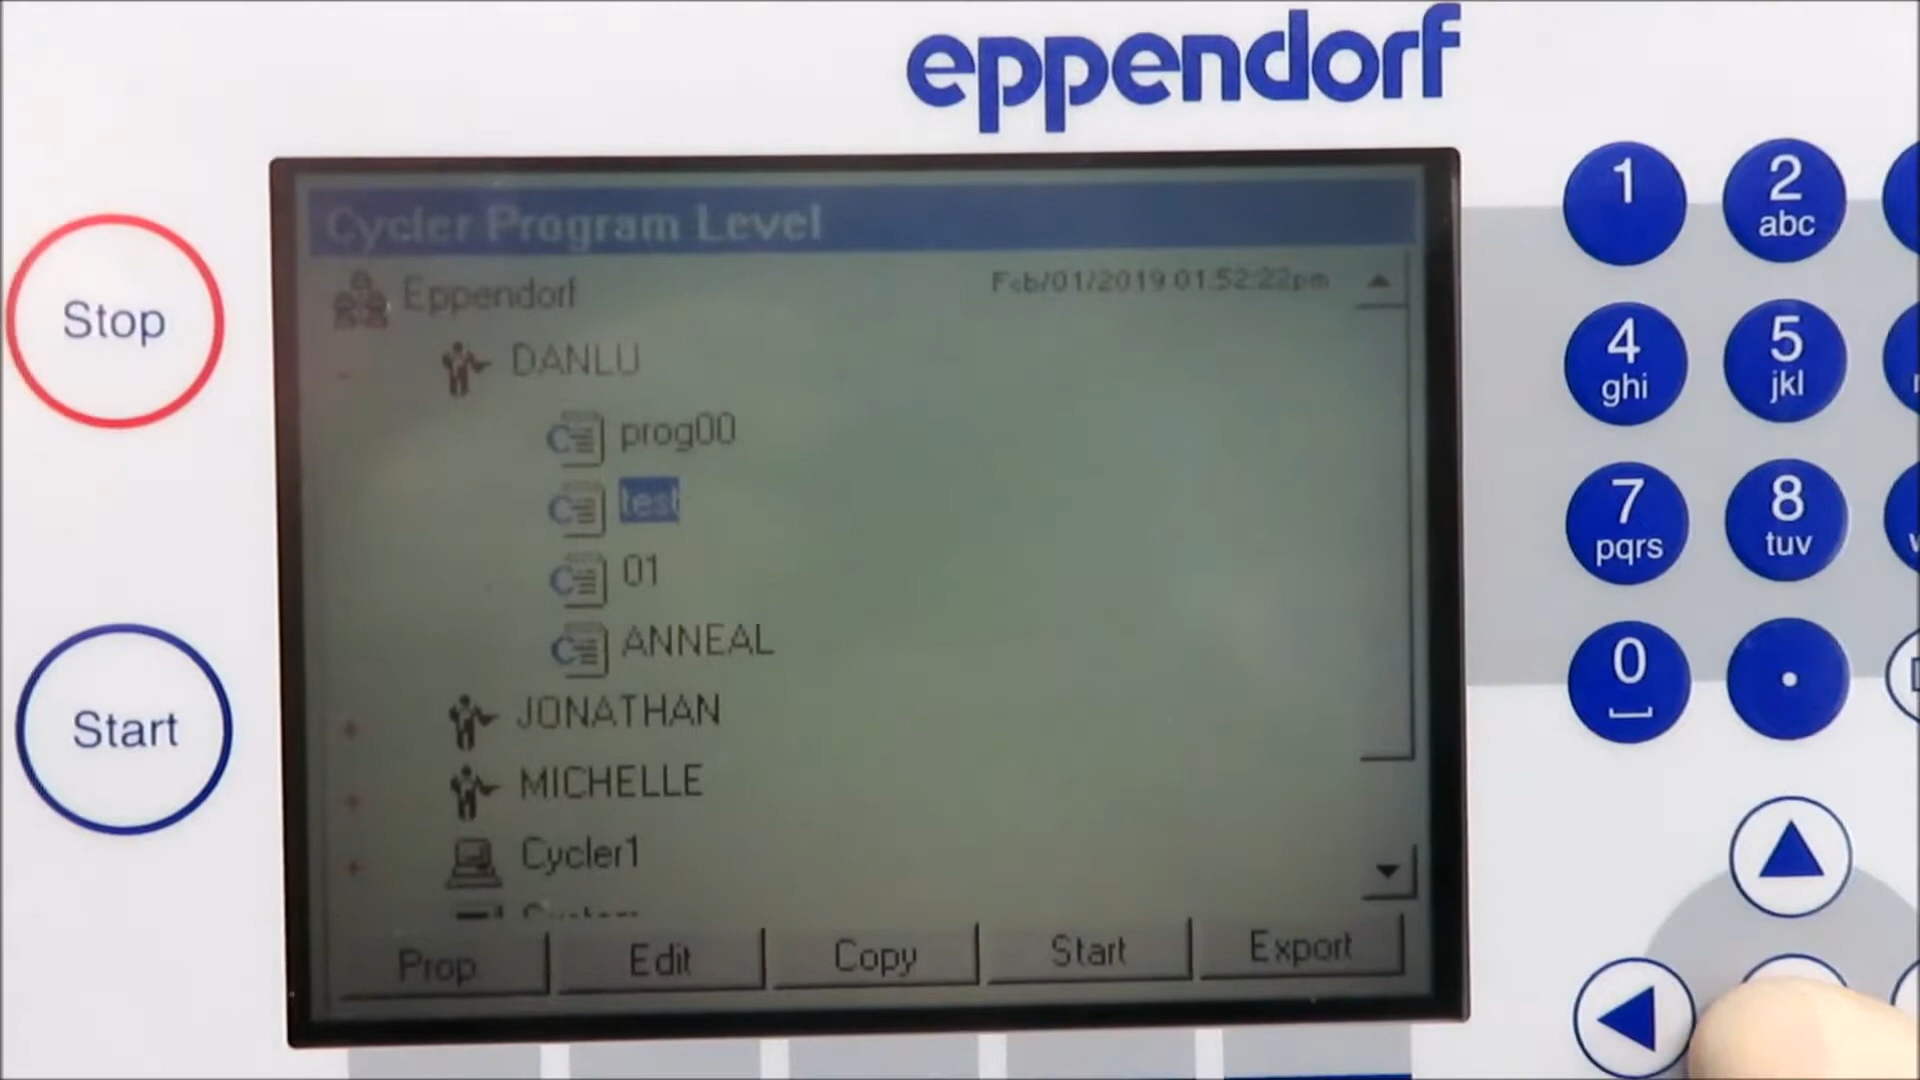 eppendorf
Cycler Program Level
Eppendorf
Feb/01/2019 01:52:22pm
DANLU
prog00
test
01
ANNEAL
JONATHAN
MICHELLE
Cycler1
Prop
Edit
Copy
Start
Export
Stop
Start
1
2
abc
4
ghi
5
jkl
7
pqrs
8
tuv
0